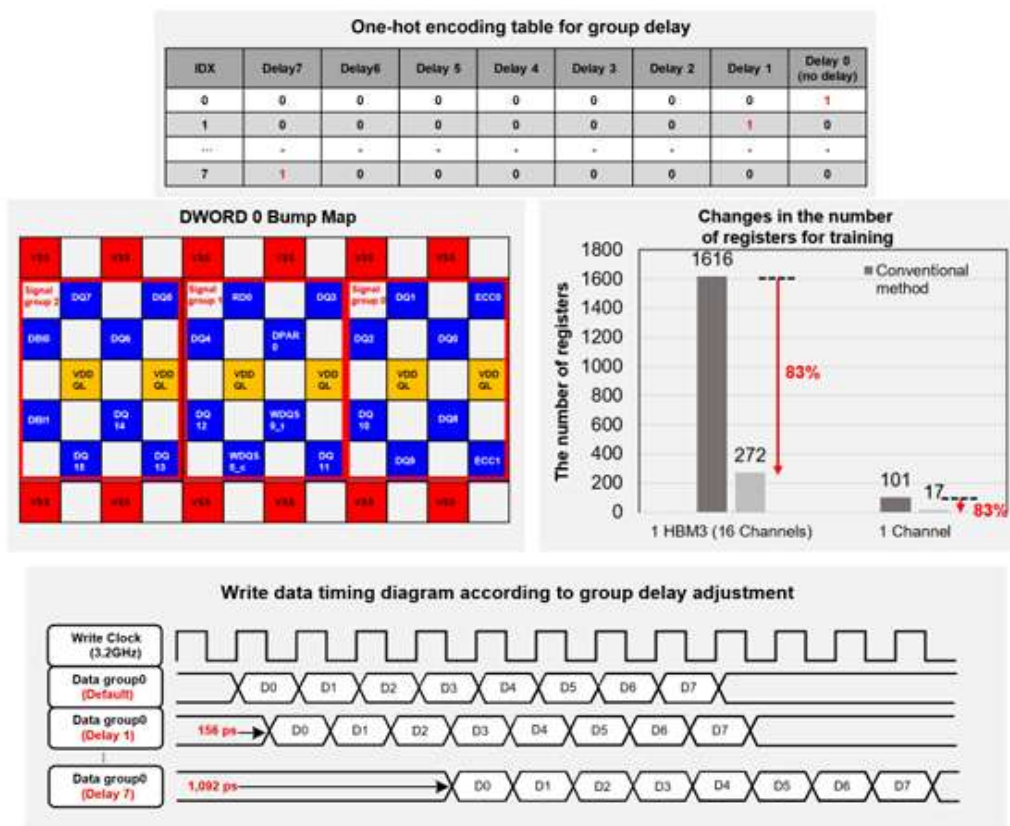 One-hot encoding table for group delay
IDX Delay7 Delay6 Delay 5 Delay 4 Delay 3 Delay 2 Delay 1 Delay 0 (no delay)
0 0 0 0 0 0 0 0 1
1 0 0 0 0 0 0 1 0
... - - - - - - - -
7 1 0 0 0 0 0 0 0
DWORD 0 Bump Map
VSS VSS VSS VSS VSS VSS
Signal group 2 DQ7 Signal group 1 RD0 DQ3 Signal group 0 DQ1 ECC0
DBI0 DQ6 DQ4 DPAR 0 DQ2 DQ0
VDD QL VDD QL VDD QL VDD QL VDD QL VDD QL
DBI1 DQ 14 DQ 12 WDQS 0_t DQ 10 DQ8
DQ 15 DQ 13 WDQS 0_c DQ 11 DQ9 ECC1
VSS VSS VSS VSS VSS VSS
Changes in the number
of registers for training
The number of registers
1800
1600
1400
1200
1000
800
600
400
200
0
1616
272
83%
101
17
83%
Conventional
method
1 HBM3 (16 Channels) 1 Channel
Write data timing diagram according to group delay adjustment
Write Clock
(3.2GHz)
Data group0
(Default)
D0 D1 D2 D3 D4 D5 D6 D7
Data group0
(Delay 1)
156 ps
D0 D1 D2 D3 D4 D5 D6 D7
Data group0
(Delay 7)
1,092 ps
D0 D1 D2 D3 D4 D5 D6 D7